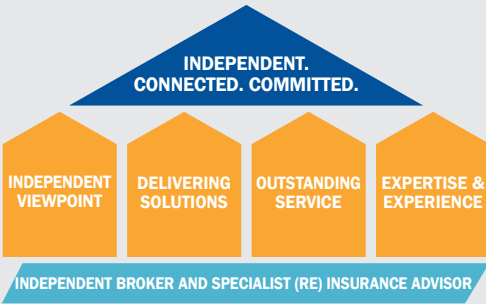 INDEPENDENT.
CONNECTED. COMMITTED.
INDEPENDENT
VIEWPOINT
DELIVERING
SOLUTIONS
OUTSTANDING
SERVICE
EXPERTISE &
EXPERIENCE
INDEPENDENT BROKER AND SPECIALIST (RE) INSURANCE ADVISOR